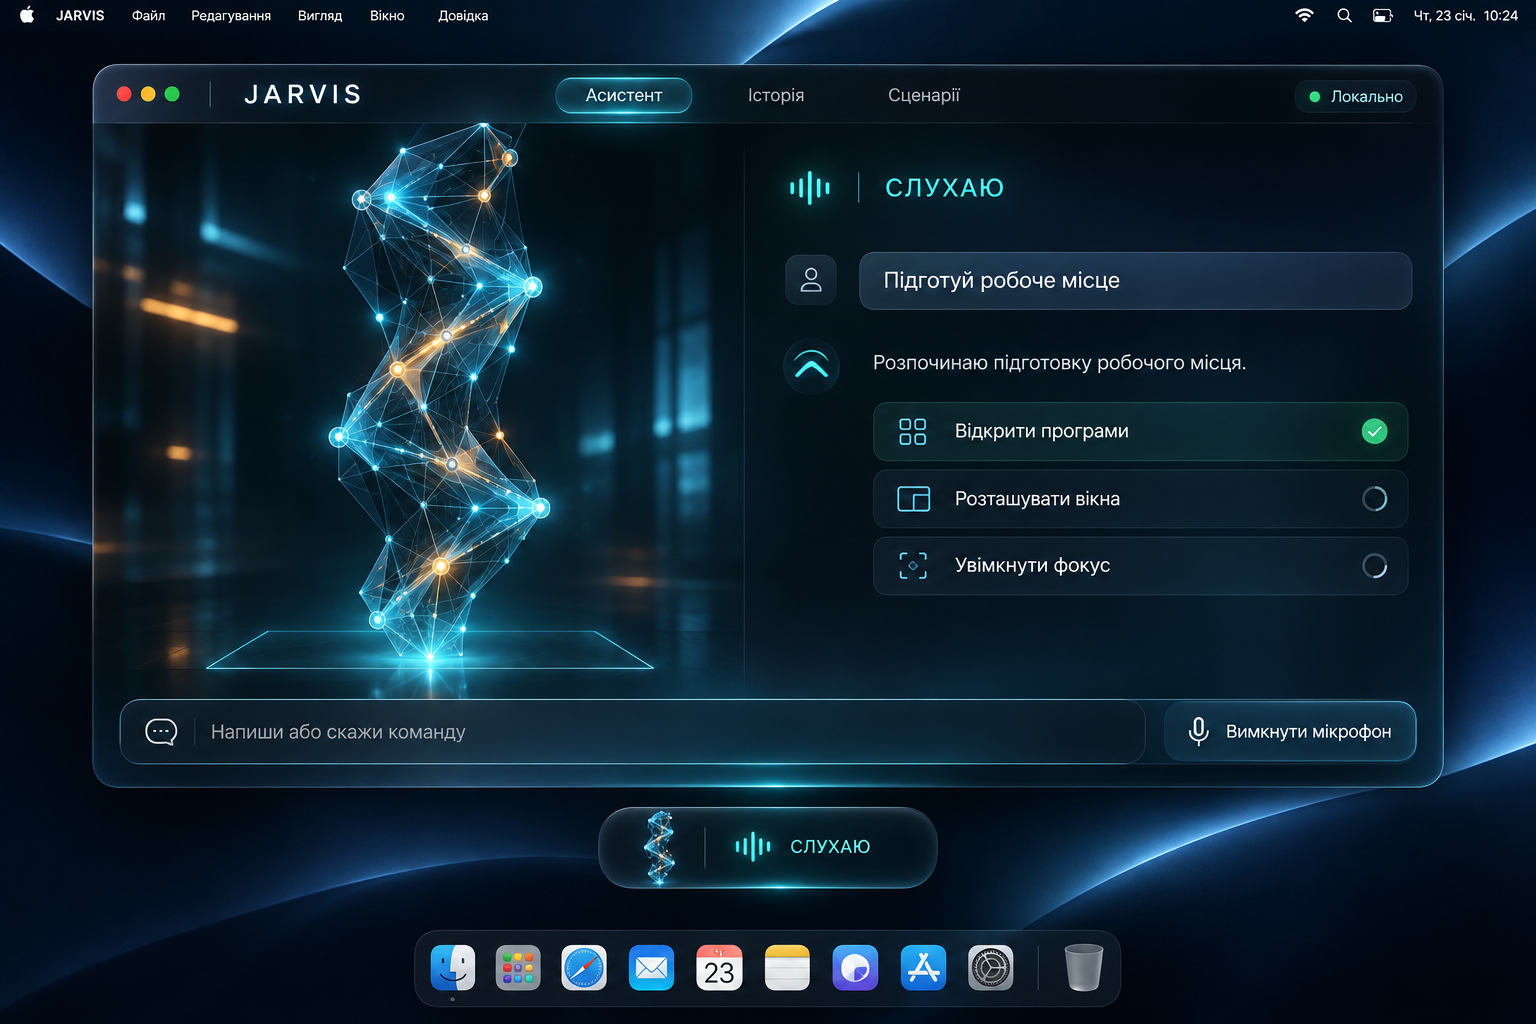 JARVIS Файл Редагування Вигляд Вікно Довідка Чт, 23 січ. 10:24
JARVIS Асистент Історія Сценарії Локально
СЛУХАЮ
Підготуй робоче місце
Розпочинаю підготовку робочого місця.
Відкрити програми
Розташувати вікна
Увімкнути фокус
Напиши або скажи команду Вимкнути мікрофон
СЛУХАЮ
23